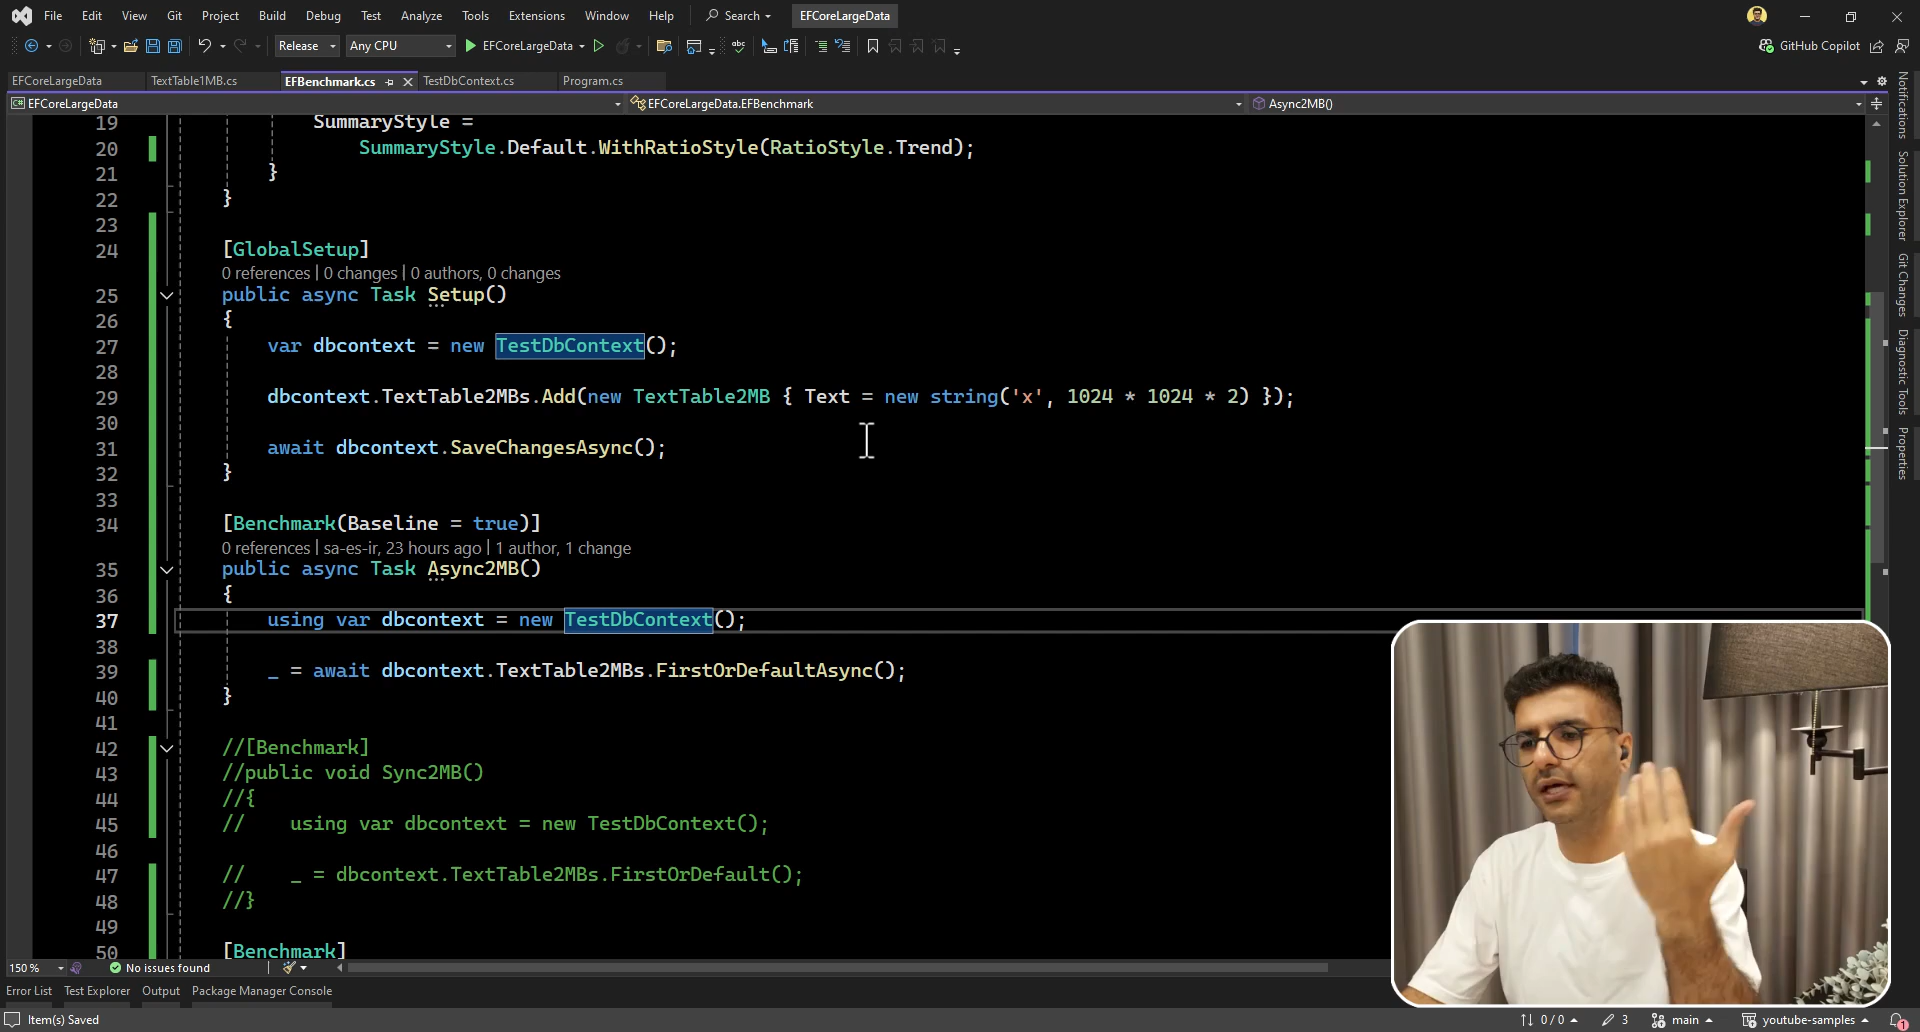 File Edit View Git Project Build Debug Test Analyze Tools Extensions Window Help Search EFCoreLargeData
Release Any CPU EFCoreLargeData abc GitHub Copilot
EFCoreLargeData TextTable1MB.cs EFBenchmark.cs TestDbContext.cs Program.cs
C# EFCoreLargeData EFCoreLargeData.EFBenchmark Async2MB()
19 SummaryStyle =
20 SummaryStyle.Default.WithRatioStyle(RatioStyle.Trend);
21 }
22 }
23
24 [GlobalSetup]
0 references | 0 changes | 0 authors, 0 changes
25 public async Task Setup()
26 {
27 var dbcontext = new TestDbContext();
28
29 dbcontext.TextTable2MBs.Add(new TextTable2MB { Text = new string('x', 1024 * 1024 * 2) });
30
31 await dbcontext.SaveChangesAsync();
32 }
33
34 [Benchmark(Baseline = true)]
0 references | sa-es-ir, 23 hours ago | 1 author, 1 change
35 public async Task Async2MB()
36 {
37 using var dbcontext = new TestDbContext();
38
39 _ = await dbcontext.TextTable2MBs.FirstOrDefaultAsync();
40 }
41
42 //[Benchmark]
43 //public void Sync2MB()
44 //{
45 // using var dbcontext = new TestDbContext();
46
47 // _ = dbcontext.TextTable2MBs.FirstOrDefault();
48 //}
49
50 [Benchmark]
Notifications
Solution Explorer
Git Changes
Diagnostic Tools
Properties
150 % No issues found
Error List Test Explorer Output Package Manager Console
Item(s) Saved 0 / 0 3 main youtube-samples 1